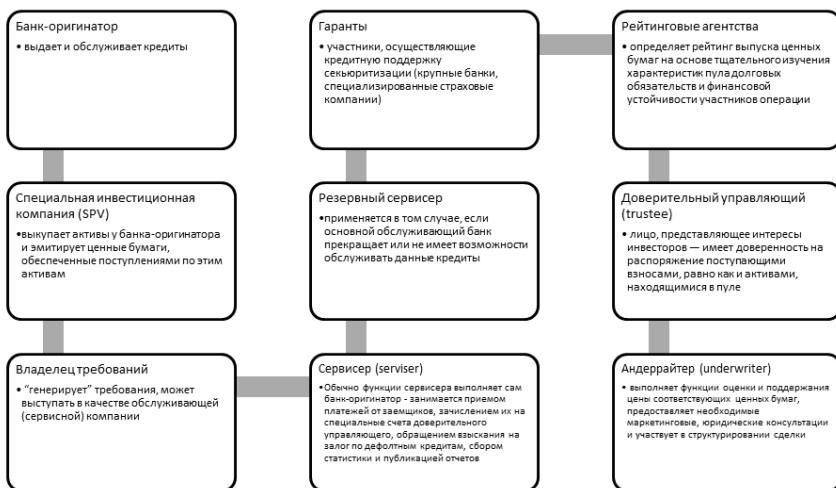 Банк-оригинатор
• выдает и обслуживает кредиты
Специальная инвестиционная
компания (SPV)
•выкупает активы у банка-оригинатора
и эмитирует ценные бумаги,
обеспеченные поступлениями по этим
активам
Владелец требований
• "генерирует" требования, может
выступать в качестве обслуживающей
(сервисной) компании
Сервисер (serviser)
•Обычно функции сервисера выполняет сам
банк-оригинатор - занимается приемом
платежей от заемщиков, зачислением их на
специальные счета доверительного
управляющего, обращением взыскания на
залог по дефолтным кредитам, сбором
статистики и публикацией отчетов
Резервный сервисер
•применяется в том случае, если
основной обслуживающий банк
прекращает или не имеет возможности
обслуживать данные кредиты
Гаранты
• участники, осуществляющие
кредитную поддержку
секьюритизации (крупные банки,
специализированные страховые
компании)
Рейтинговые агентства
• определяет рейтинг выпуска ценных
бумаг на основе тщательного изучения
характеристик пула долговых
обязательств и финансовой
устойчивости участников операции
Доверительный управляющий
(trustee)
• лицо, представляющее интересы
инвесторов — имеет доверенность на
распоряжение поступающими
взносами, равно как и активами,
находящимися в пуле
Андеррайтер (underwriter)
• выполняет функции оценки и поддержания
цены соответствующих ценных бумаг,
предоставляет необходимые
маркетинговые, юридические консультации
и участвует в структурировании сделки